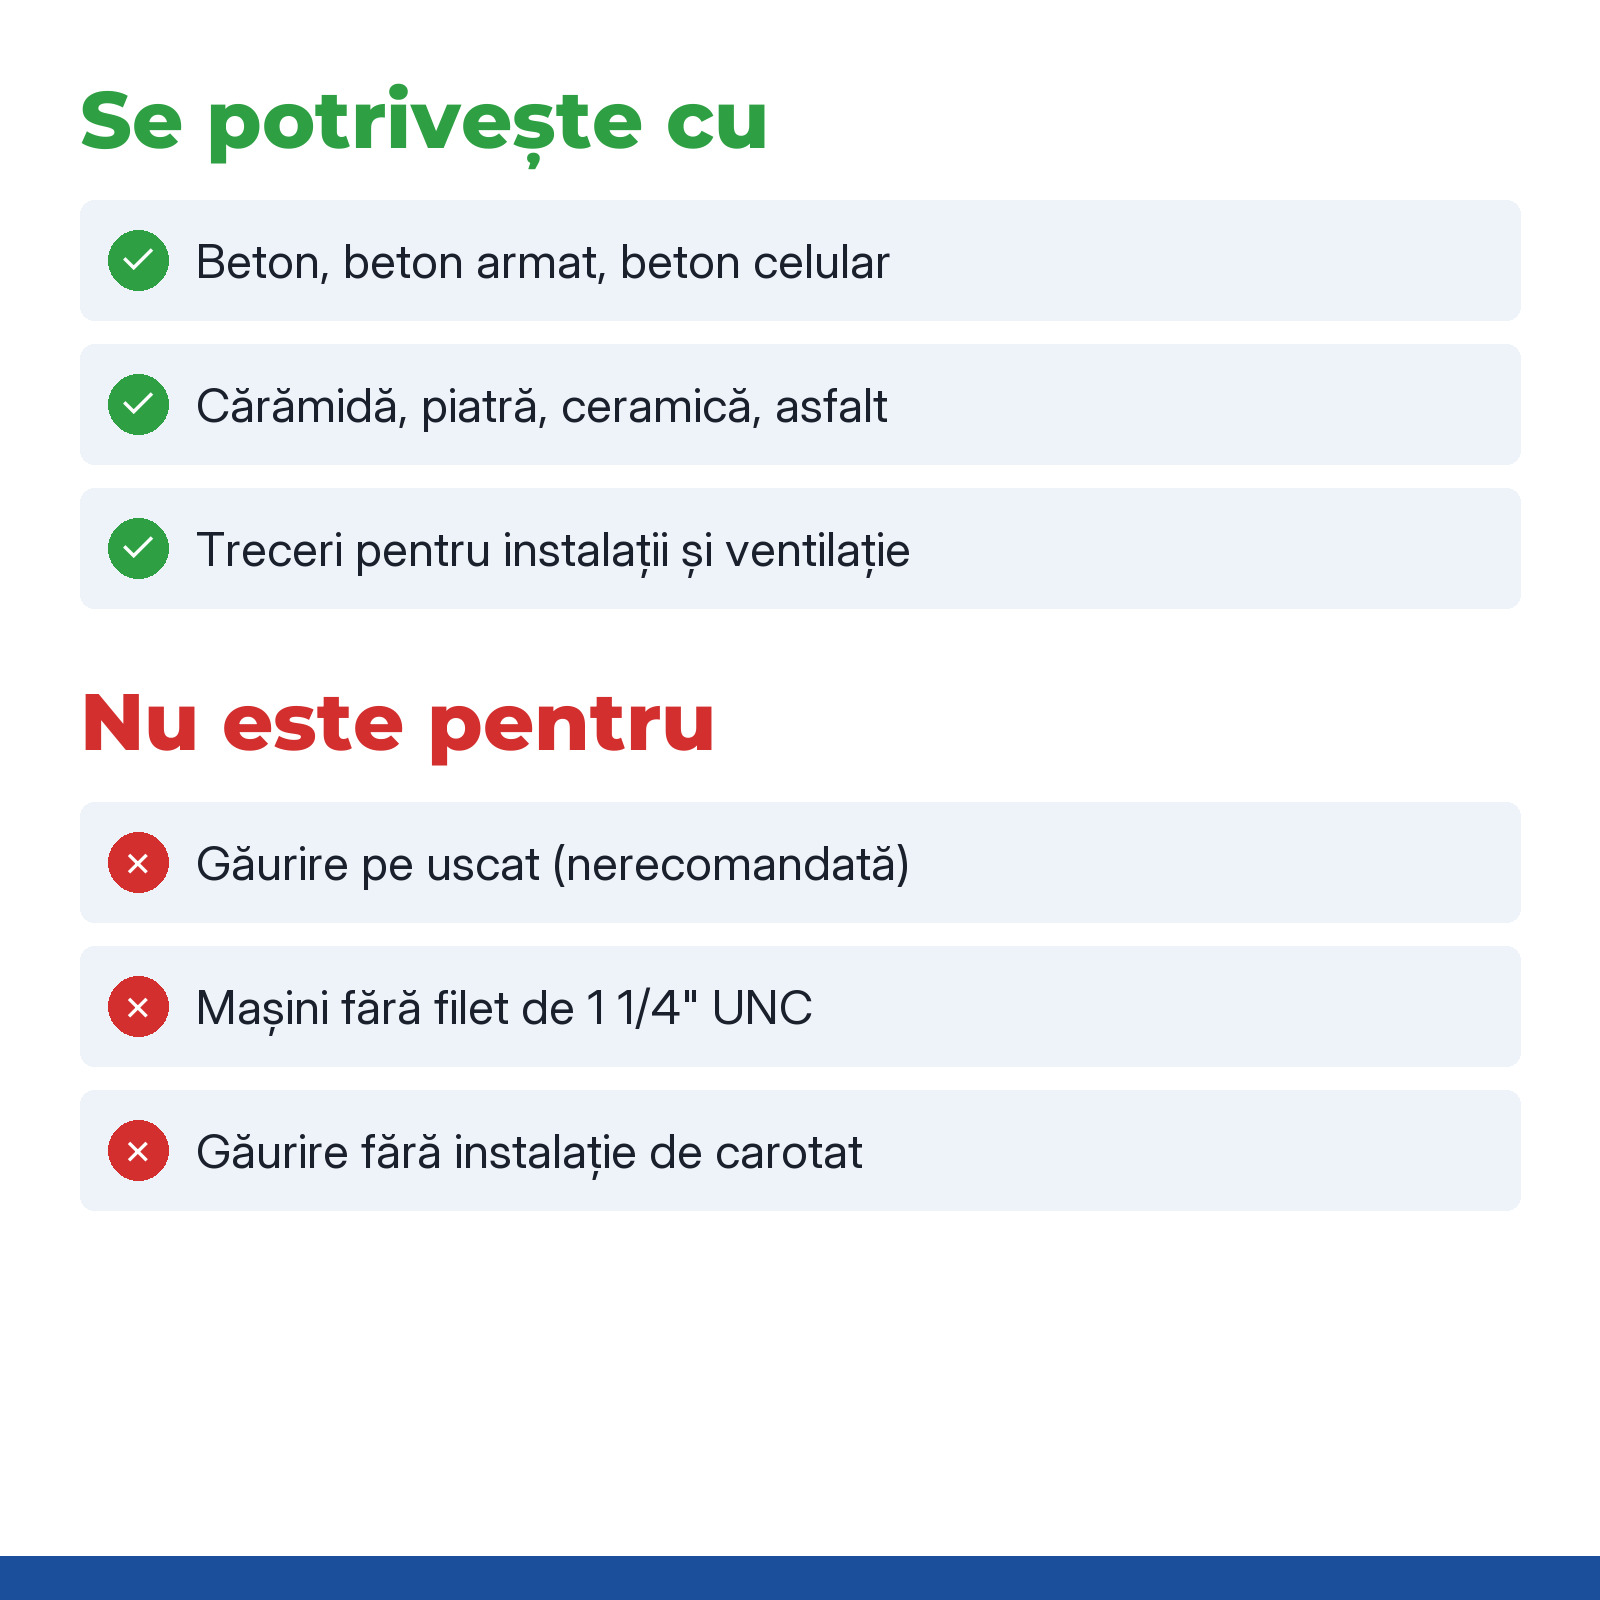 Se potrivește cu
Beton, beton armat, beton celular
Cărămidă, piatră, ceramică, asfalt
Treceri pentru instalații și ventilație
Nu este pentru
Găurire pe uscat (nerecomandată)
Mașini fără filet de 1 1/4" UNC
Găurire fără instalație de carotat